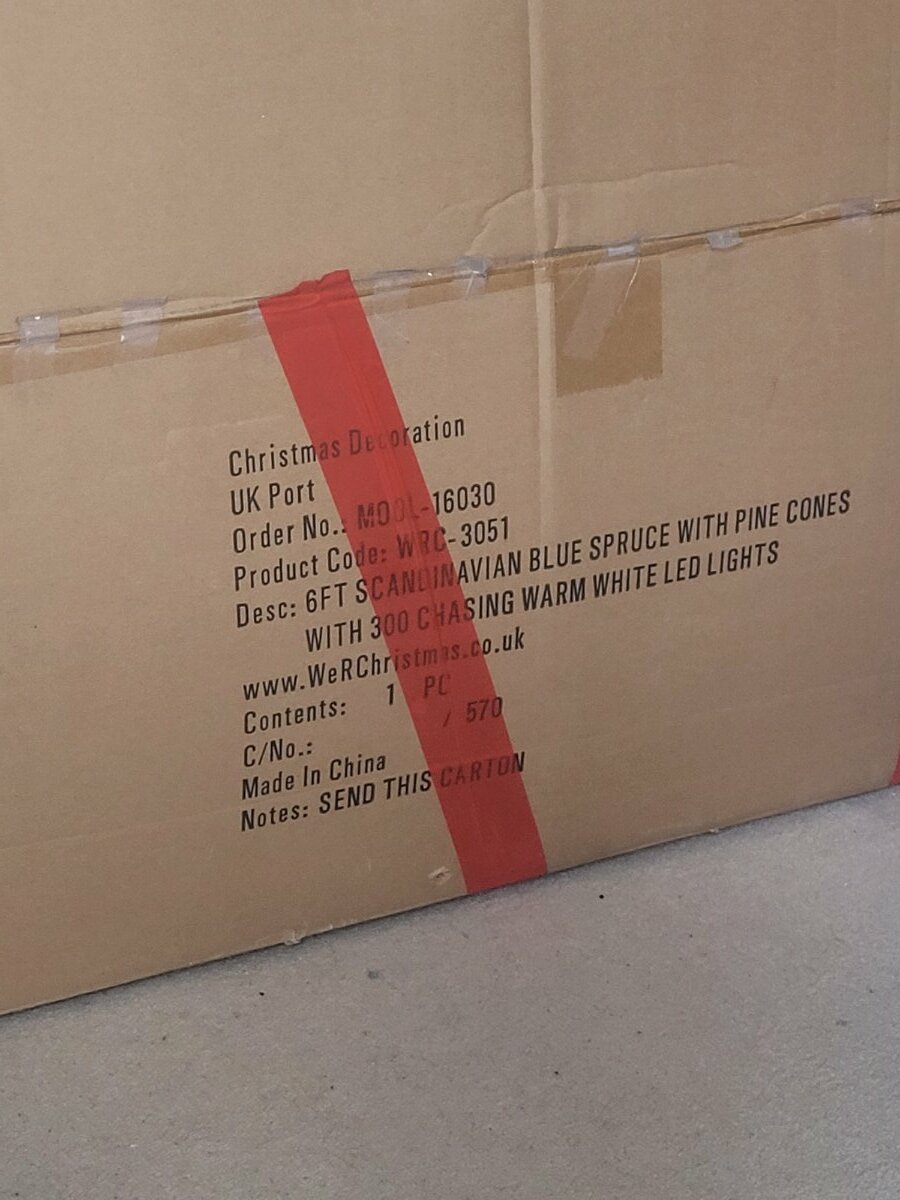 Christmas Decoration
UK Port
Order No.: MOOL-16030
Product Code: WRC-3051
Desc: 6FT SCANDINAVIAN BLUE SPRUCE WITH PINE CONES
WITH 300 CHASING WARM WHITE LED LIGHTS
www.WeRChristmas.co.uk
Contents: 1 PC
C/No.: / 570
Made In China
Notes: SEND THIS CARTON